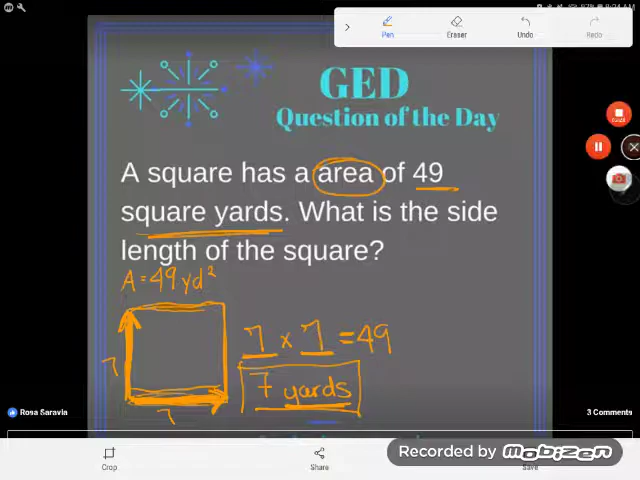 Pen
Eraser
Undo
Redo
GED
Question of the Day
A square has a area of 49
square yards. What is the side
length of the square?
A = 49 yd²
7 x 7 = 49
7
7 yards
7
Rosa Saravia
3 Comments
Recorded by mobizen
Crop
Share
Save